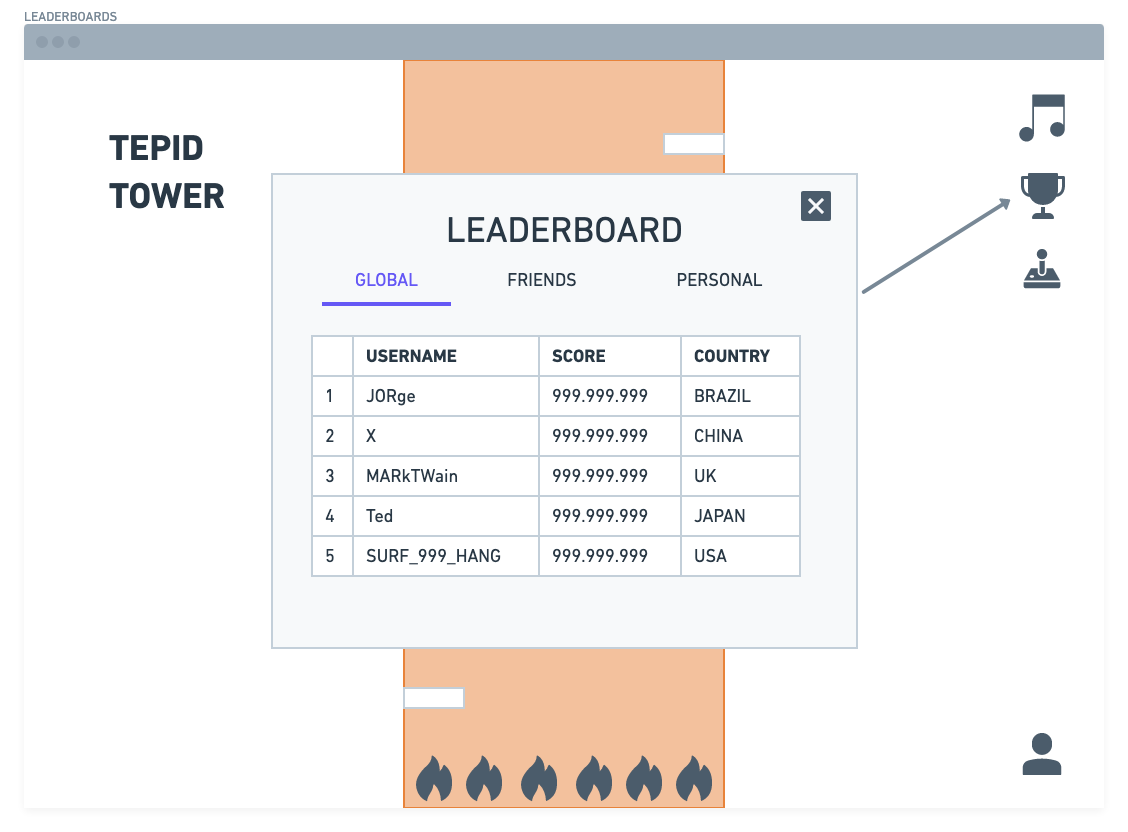 LEADERBOARDS
TEPID
TOWER
LEADERBOARD
GLOBAL FRIENDS PERSONAL
USERNAME SCORE COUNTRY
1 JORge 999.999.999 BRAZIL
2 X 999.999.999 CHINA
3 MARkTWain 999.999.999 UK
4 Ted 999.999.999 JAPAN
5 SURF_999_HANG 999.999.999 USA